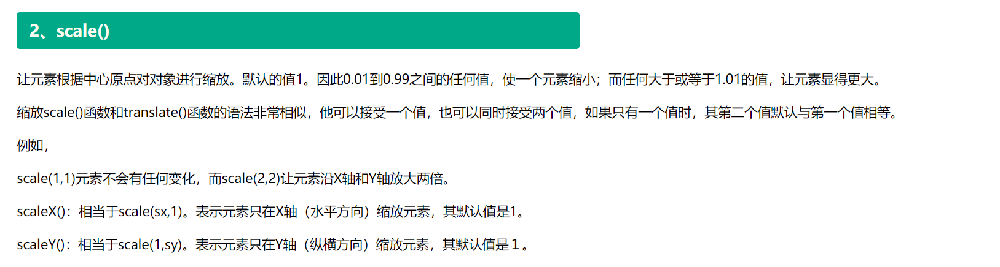 2、scale()
让元素根据中心原点对对象进行缩放。默认的值1。因此0.01到0.99之间的任何值，使一个元素缩小；而任何大于或等于1.01的值，让元素显得更大。
缩放scale()函数和translate()函数的语法非常相似，他可以接受一个值，也可以同时接受两个值，如果只有一个值时，其第二个值默认与第一个值相等。
例如，
scale(1,1)元素不会有任何变化，而scale(2,2)让元素沿X轴和Y轴放大两倍。
scaleX()：相当于scale(sx,1)。表示元素只在X轴（水平方向）缩放元素，其默认值是1。
scaleY()：相当于scale(1,sy)。表示元素只在Y轴（纵横方向）缩放元素，其默认值是１。